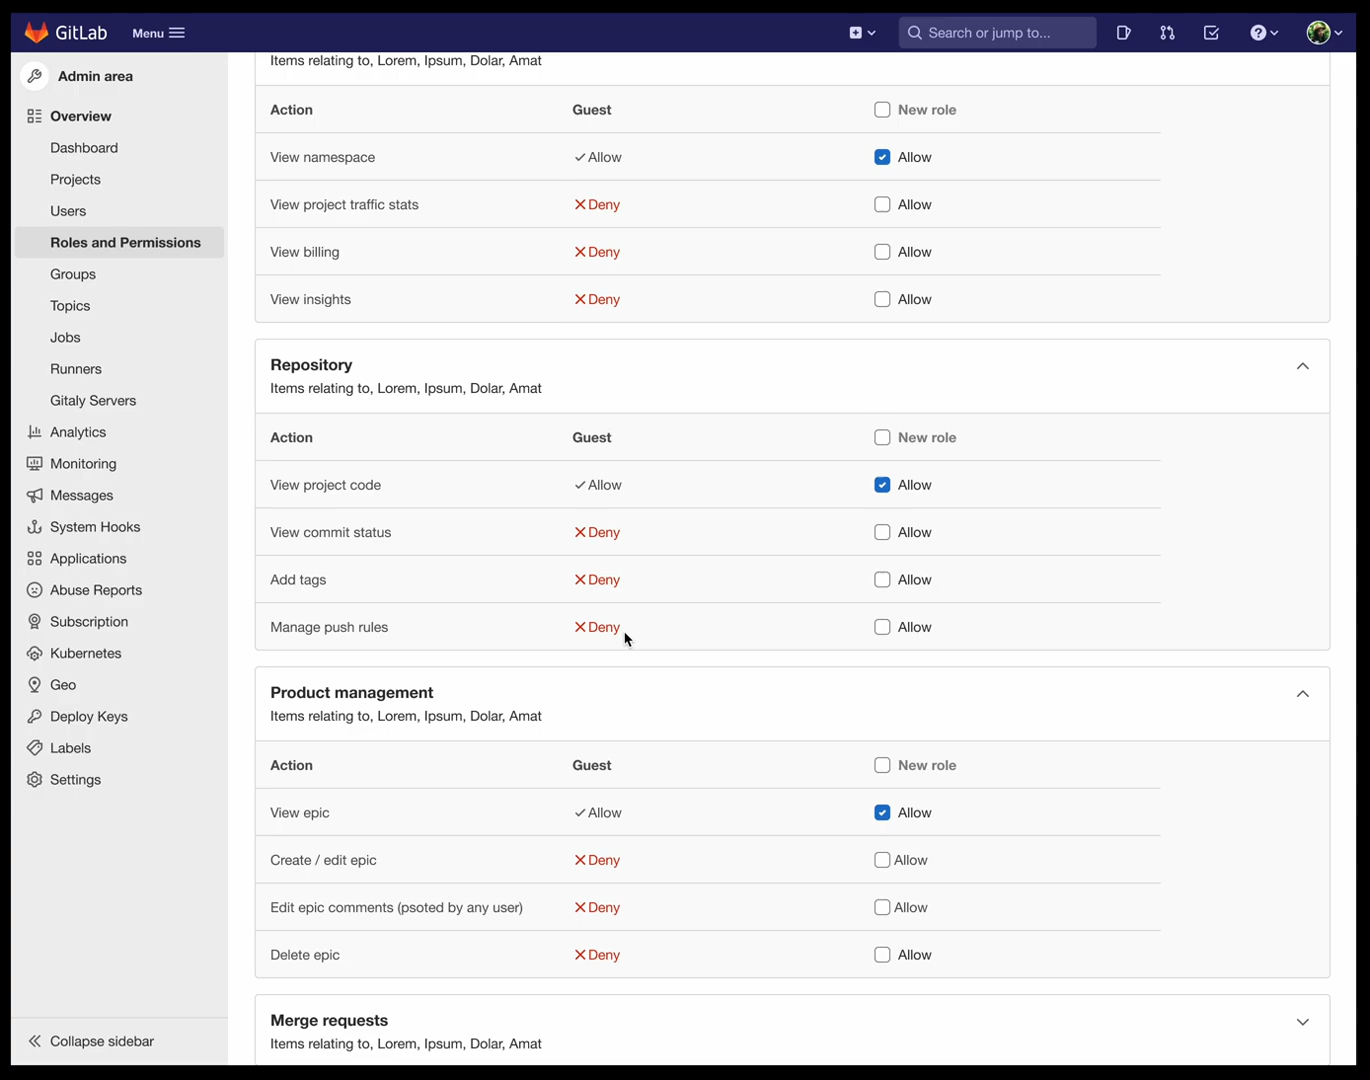 GitLab
Menu
Search or jump to...
Admin area
Overview
Dashboard
Projects
Users
Roles and Permissions
Groups
Topics
Jobs
Runners
Gitaly Servers
Analytics
Monitoring
Messages
System Hooks
Applications
Abuse Reports
Subscription
Kubernetes
Geo
Deploy Keys
Labels
Settings
Collapse sidebar
Items relating to, Lorem, Ipsum, Dolar, Amat
Action Guest New role
View namespace Allow Allow
View project traffic stats Deny Allow
View billing Deny Allow
View insights Deny Allow
Repository
Items relating to, Lorem, Ipsum, Dolar, Amat
Action Guest New role
View project code Allow Allow
View commit status Deny Allow
Add tags Deny Allow
Manage push rules Deny Allow
Product management
Items relating to, Lorem, Ipsum, Dolar, Amat
Action Guest New role
View epic Allow Allow
Create / edit epic Deny Allow
Edit epic comments (psoted by any user) Deny Allow
Delete epic Deny Allow
Merge requests
Items relating to, Lorem, Ipsum, Dolar, Amat